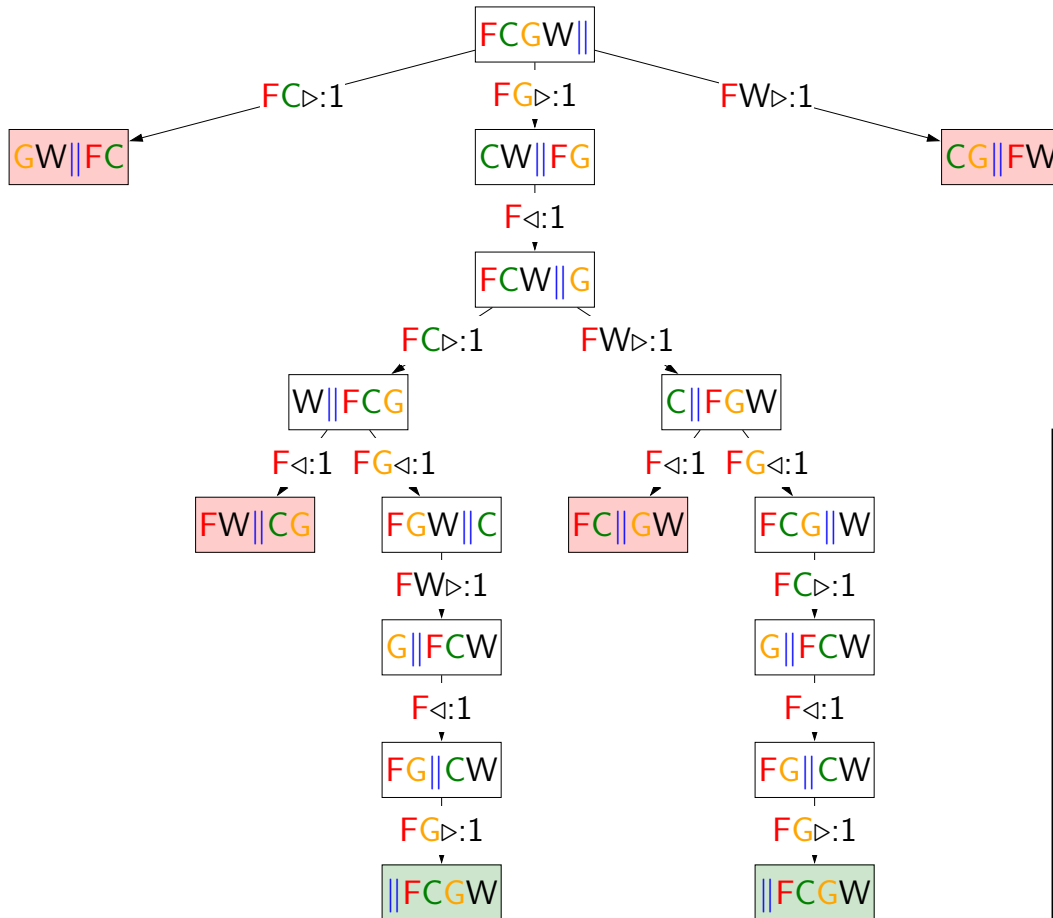 FCGW‖
FC▷:1 FG▷:1 FW▷:1
GW‖FC CW‖FG CG‖FW
F◁:1
FCW‖G
FC▷:1 FW▷:1
W‖FCG C‖FGW
F◁:1 FG◁:1 F◁:1 FG◁:1
FW‖CG FGW‖C FC‖GW FCG‖W
FW▷:1 FC▷:1
G‖FCW G‖FCW
F◁:1 F◁:1
FG‖CW FG‖CW
FG▷:1 FG▷:1
‖FCGW ‖FCGW